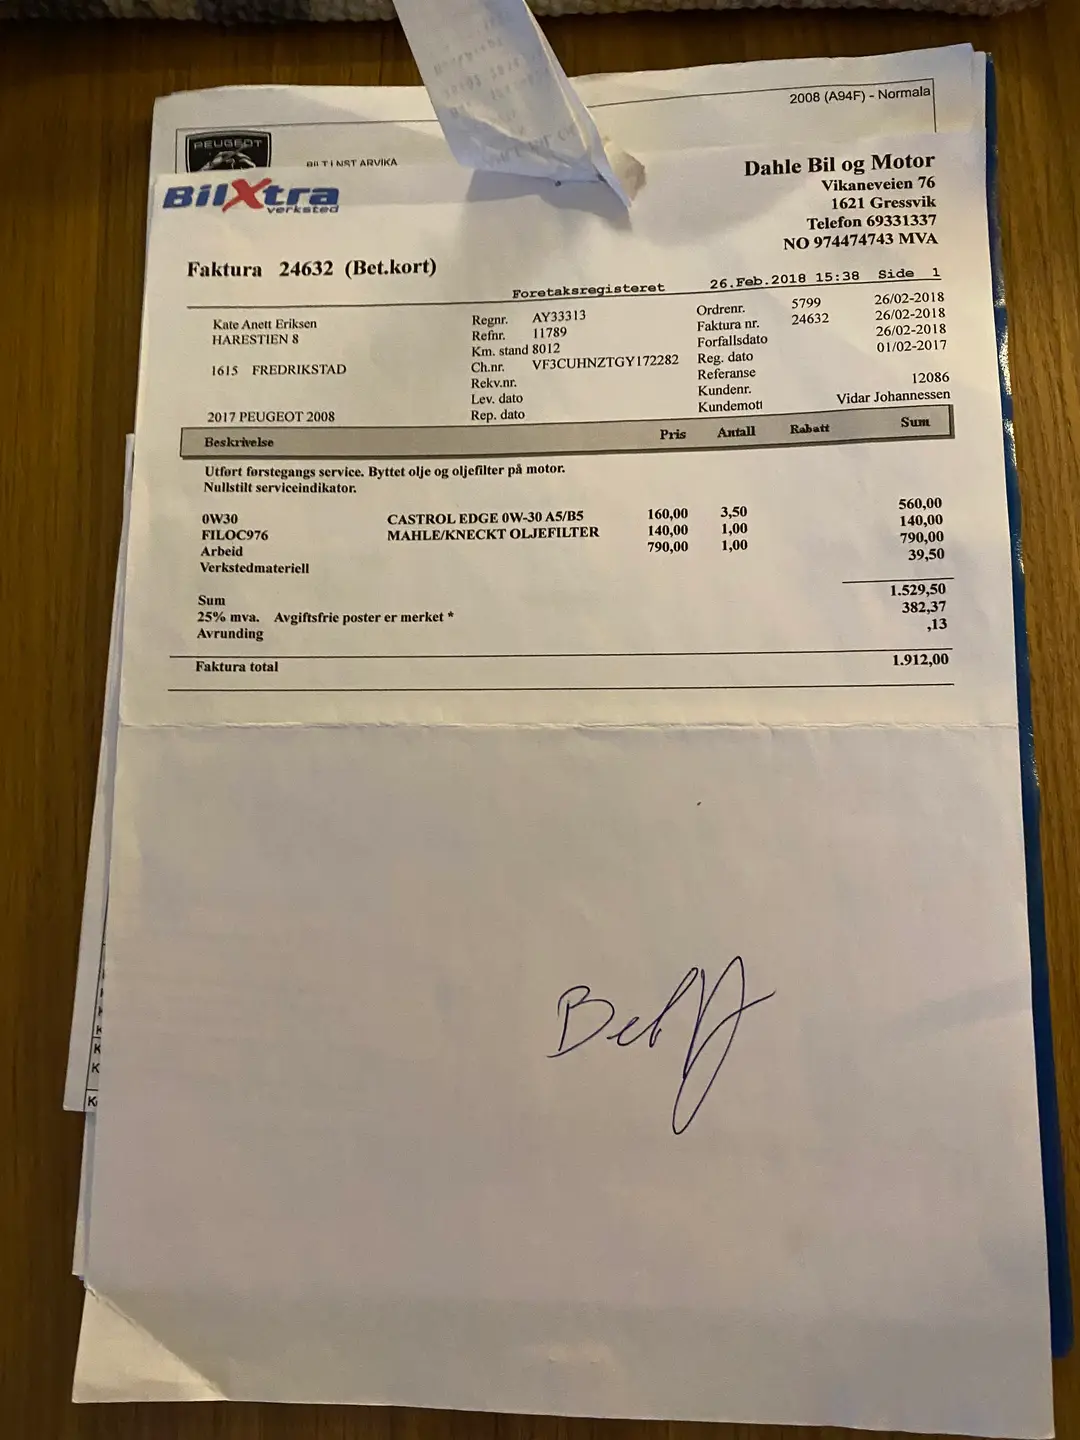 2008 (A94F) - Normala
PEUGEOT
ARVIKA
BilXtra
verksted
Dahle Bil og Motor
Vikaneveien 76
1621 Gressvik
Telefon 69331337
NO 974474743 MVA
Faktura 24632 (Bet.kort)
Foretaksregisteret 26.Feb.2018 15:38 Side 1
Kate Anett Eriksen
HARESTIEN 8
1615 FREDRIKSTAD
2017 PEUGEOT 2008
Regnr. AY33313
Refnr. 11789
Km. stand 8012
Ch.nr. VF3CUHNZTGY172282
Rekv.nr.
Lev. dato
Rep. dato
Ordrenr. 5799 26/02-2018
Faktura nr. 24632 26/02-2018
Forfallsdato 26/02-2018
Reg. dato 01/02-2017
Referanse
Kundenr. 12086
Kundemott Vidar Johannessen
Beskrivelse Pris Antall Rabatt Sum
Utført førstegangs service. Byttet olje og oljefilter på motor.
Nullstilt serviceindikator.
0W30 CASTROL EDGE 0W-30 A5/B5 160,00 3,50 560,00
FILOC976 MAHLE/KNECKT OLJEFILTER 140,00 1,00 140,00
Arbeid 790,00 1,00 790,00
Verkstedmateriell 39,50
Sum 1.529,50
25% mva. Avgiftsfrie poster er merket * 382,37
Avrunding ,13
Faktura total 1.912,00